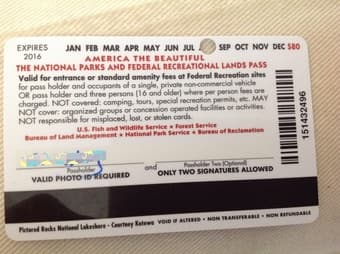 EXPIRES JAN FEB MAR APR MAY JUN JUL SEP OCT NOV DEC $80
2016
AMERICA THE BEAUTIFUL
THE NATIONAL PARKS AND FEDERAL RECREATIONAL LANDS PASS
Valid for entrance or standard amenity fees at Federal Recreation sites
for pass holder and occupants of a single, private non-commercial vehicle
OR pass holder and three persons (16 and older) where per person fees are
charged. NOT covered: camping, tours, special recreation permits, etc. MAY
NOT cover: organized groups or concession operated facilities or activities.
NOT responsible for misplaced, lost, or stolen cards.
U.S. Fish and Wildlife Service ★ Forest Service
Bureau of Land Management ★ National Park Service ★ Bureau of Reclamation
151432496
and
Passholder
Passholder Two (Optional)
VALID PHOTO ID REQUIRED
ONLY TWO SIGNATURES ALLOWED
Pictured Rocks National Lakeshore - Courtney Kotewa VOID IF ALTERED • NON TRANSFERABLE • NON REFUNDABLE